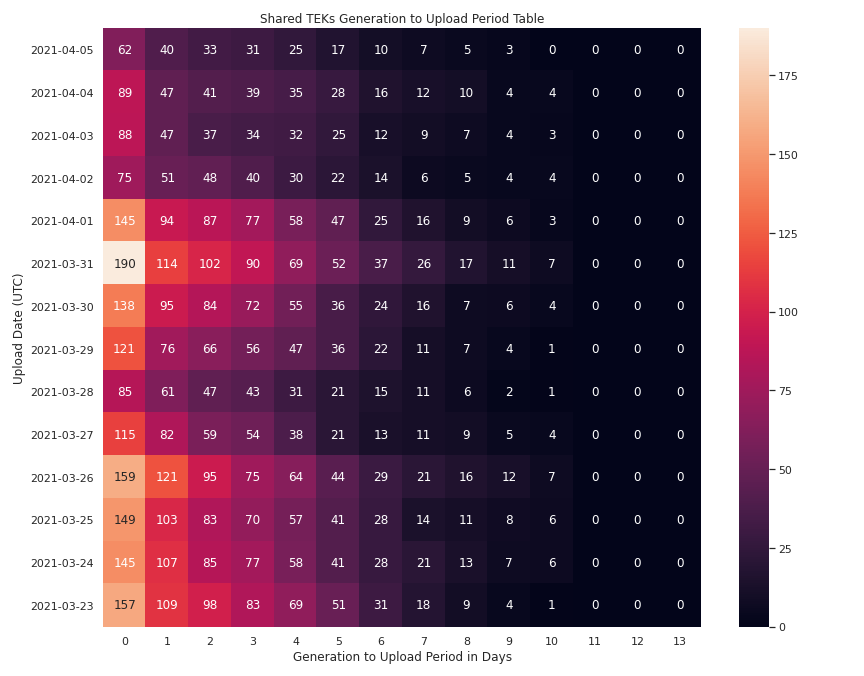 Shared TEKs Generation to Upload Period Table
2021-04-05 62 40 33 31 25 17 10 7 5 3 0 0 0 0
2021-04-04 89 47 41 39 35 28 16 12 10 4 4 0 0 0
2021-04-03 88 47 37 34 32 25 12 9 7 4 3 0 0 0
2021-04-02 75 51 48 40 30 22 14 6 5 4 4 0 0 0
2021-04-01 145 94 87 77 58 47 25 16 9 6 3 0 0 0
2021-03-31 190 114 102 90 69 52 37 26 17 11 7 0 0 0
2021-03-30 138 95 84 72 55 36 24 16 7 6 4 0 0 0
2021-03-29 121 76 66 56 47 36 22 11 7 4 1 0 0 0
2021-03-28 85 61 47 43 31 21 15 11 6 2 1 0 0 0
2021-03-27 115 82 59 54 38 21 13 11 9 5 4 0 0 0
2021-03-26 159 121 95 75 64 44 29 21 16 12 7 0 0 0
2021-03-25 149 103 83 70 57 41 28 14 11 8 6 0 0 0
2021-03-24 145 107 85 77 58 41 28 21 13 7 6 0 0 0
2021-03-23 157 109 98 83 69 51 31 18 9 4 1 0 0 0
0 1 2 3 4 5 6 7 8 9 10 11 12 13
Generation to Upload Period in Days
Upload Date (UTC)
175
150
125
100
75
50
25
0